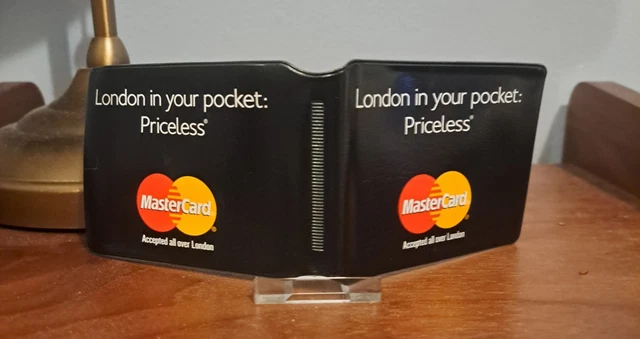 London in your pocket:
Priceless®
MasterCard
Accepted all over London
London in your pocket:
Priceless®
MasterCard
Accepted all over London